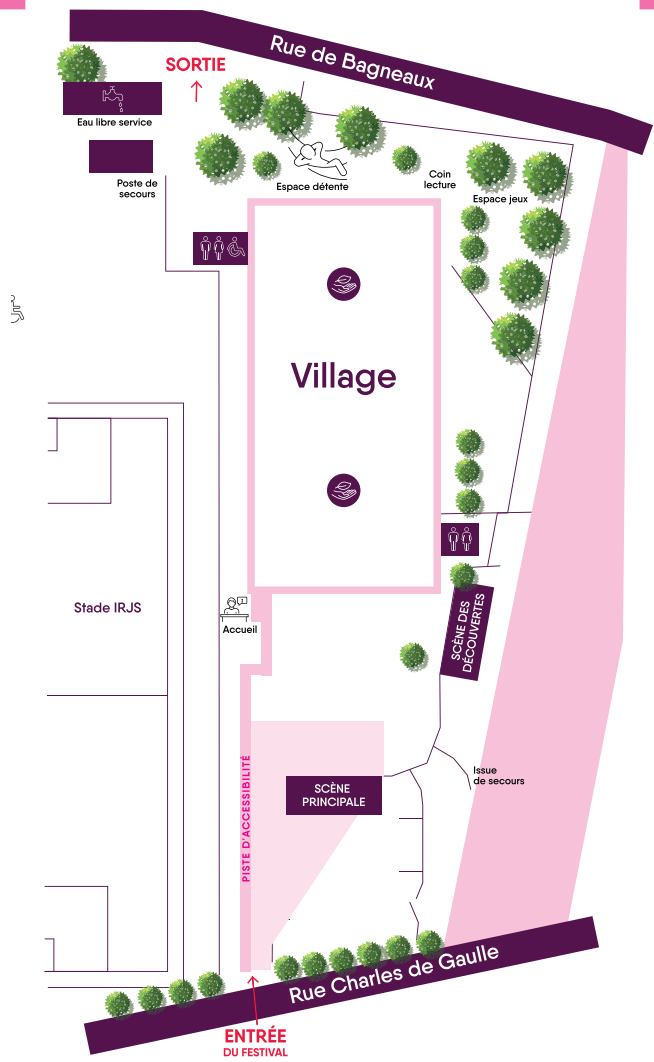 Rue de Bagneaux
SORTIE
Eau libre service
Poste de
secours
Espace détente
Coin
lecture
Espace jeux
Village
Stade IRJS
Accueil
SCÈNE DES
DÉCOUVERTES
PISTE D'ACCESSIBILITÉ
SCÈNE
PRINCIPALE
Issue
de secours
Rue Charles de Gaulle
ENTRÉE
DU FESTIVAL